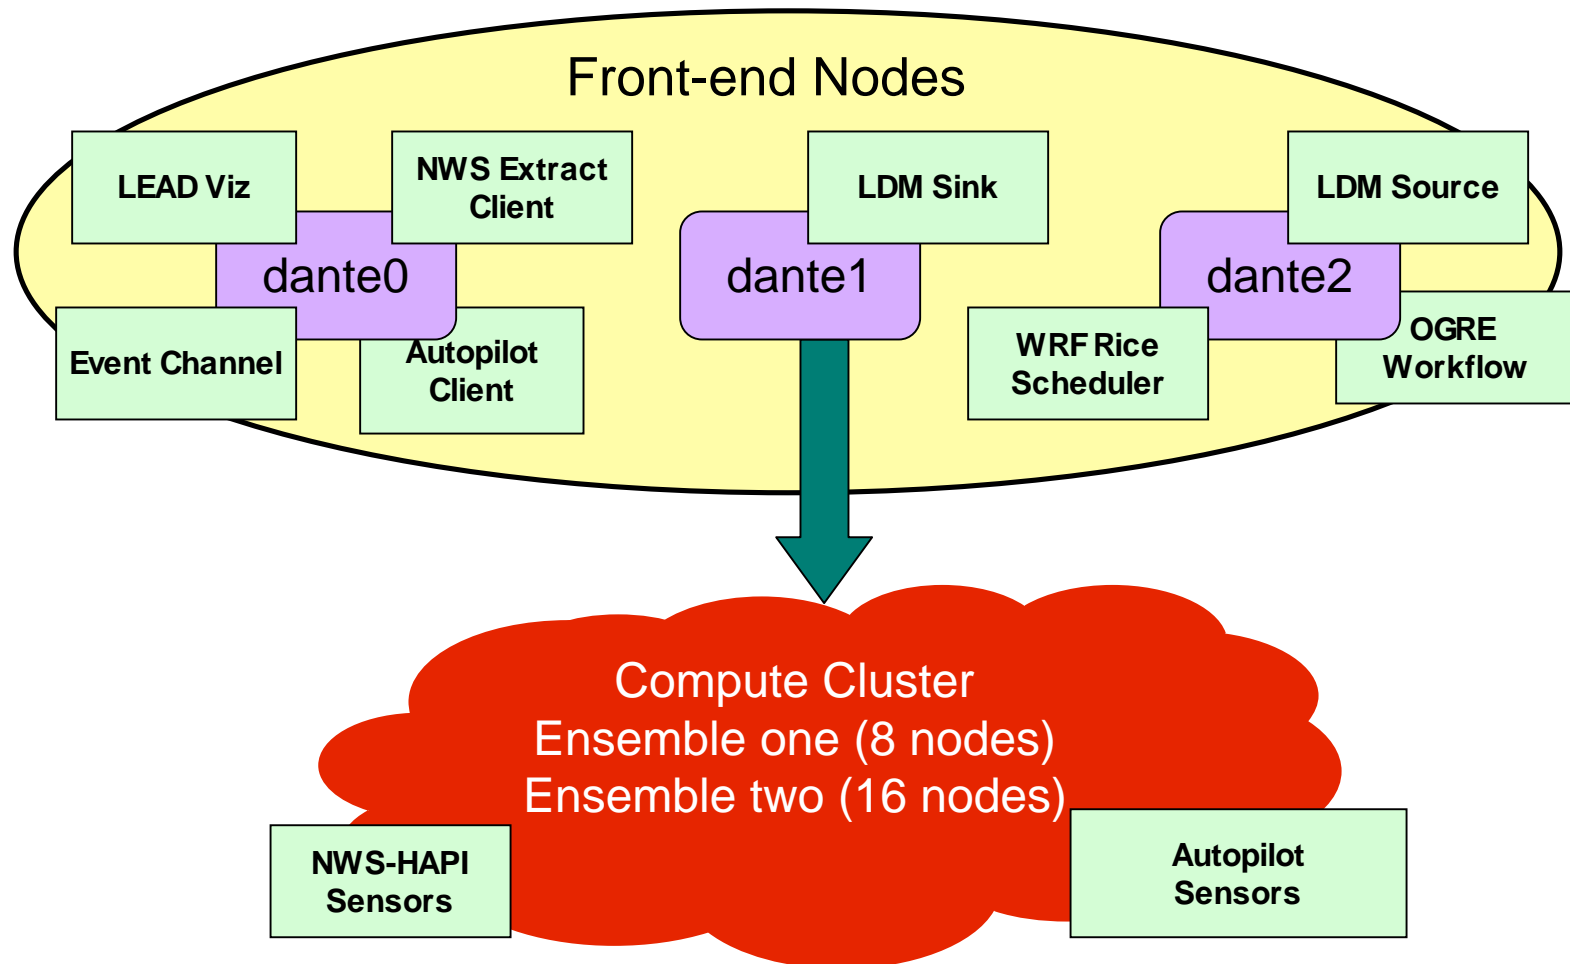 Front-end Nodes
LEAD Viz
NWS Extract
Client
LDM Sink
LDM Source
dante0
dante1
dante2
Event Channel
Autopilot
Client
WRF Rice
Scheduler
OGRE
Workflow
Compute Cluster
Ensemble one (8 nodes)
Ensemble two (16 nodes)
NWS-HAPI
Sensors
Autopilot
Sensors